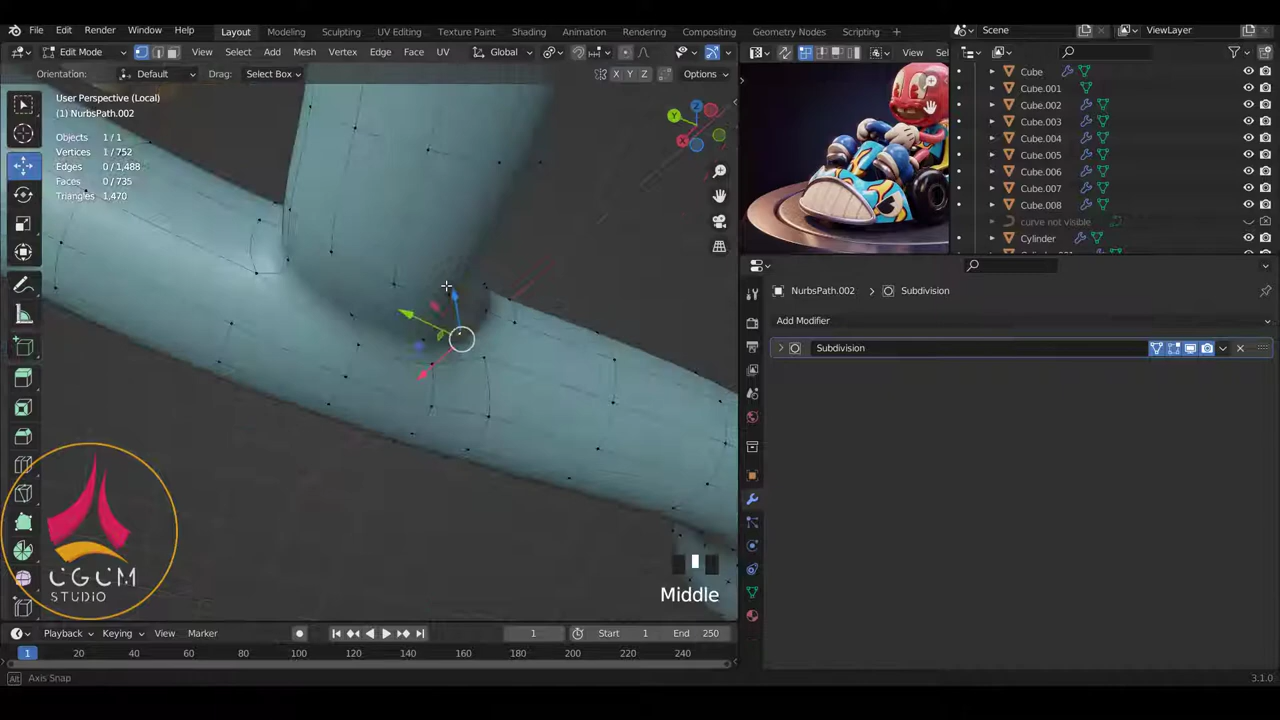 File Edit Render Window Help Layout Modeling Sculpting UV Editing Texture Paint Shading Animation Rendering Compositing Geometry Nodes Scripting Scene ViewLayer
Edit Mode View Select Add Mesh Vertex Edge Face UV Global View Sel
Orientation: Default Drag: Select Box X Y Z Options
User Perspective (Local)
(1) NurbsPath.002
Objects 1/1
Vertices 1/752
Edges 0/1,488
Faces 0/735
Triangles 1,470
Z
Y
X
Cube
Cube.001
Cube.002
Cube.003
Cube.004
Cube.005
Cube.006
Cube.007
Cube.008
curve not visible
Cylinder
NurbsPath.002 Subdivision
Add Modifier
Subdivision
CGCM
STUDIO
Middle
Playback Keying View Marker 1 Start 1 End 250
1 20 40 60 80 100 120 140 160 180 200 220 240
Alt Axis Snap 3.1.0